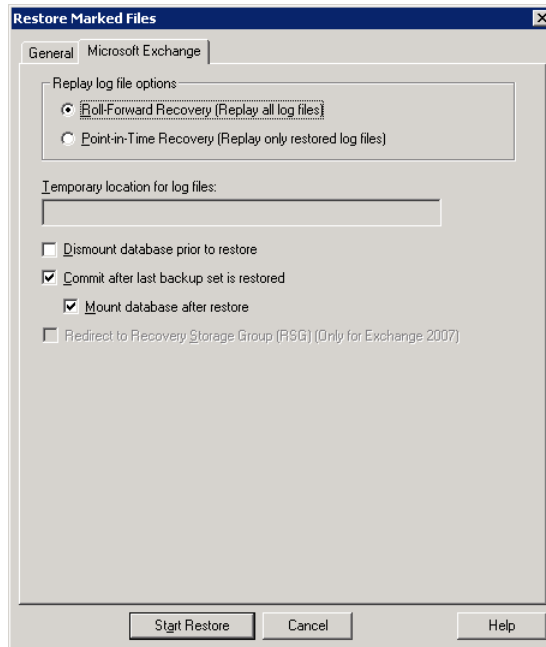 Restore Marked Files
General
Microsoft Exchange
Replay log file options
Roll-Forward Recovery (Replay all log files)
Point-in-Time Recovery (Replay only restored log files)
Temporary location for log files:
Dismount database prior to restore
Commit after last backup set is restored
Mount database after restore
Redirect to Recovery Storage Group (RSG) (Only for Exchange 2007)
Start Restore
Cancel
Help